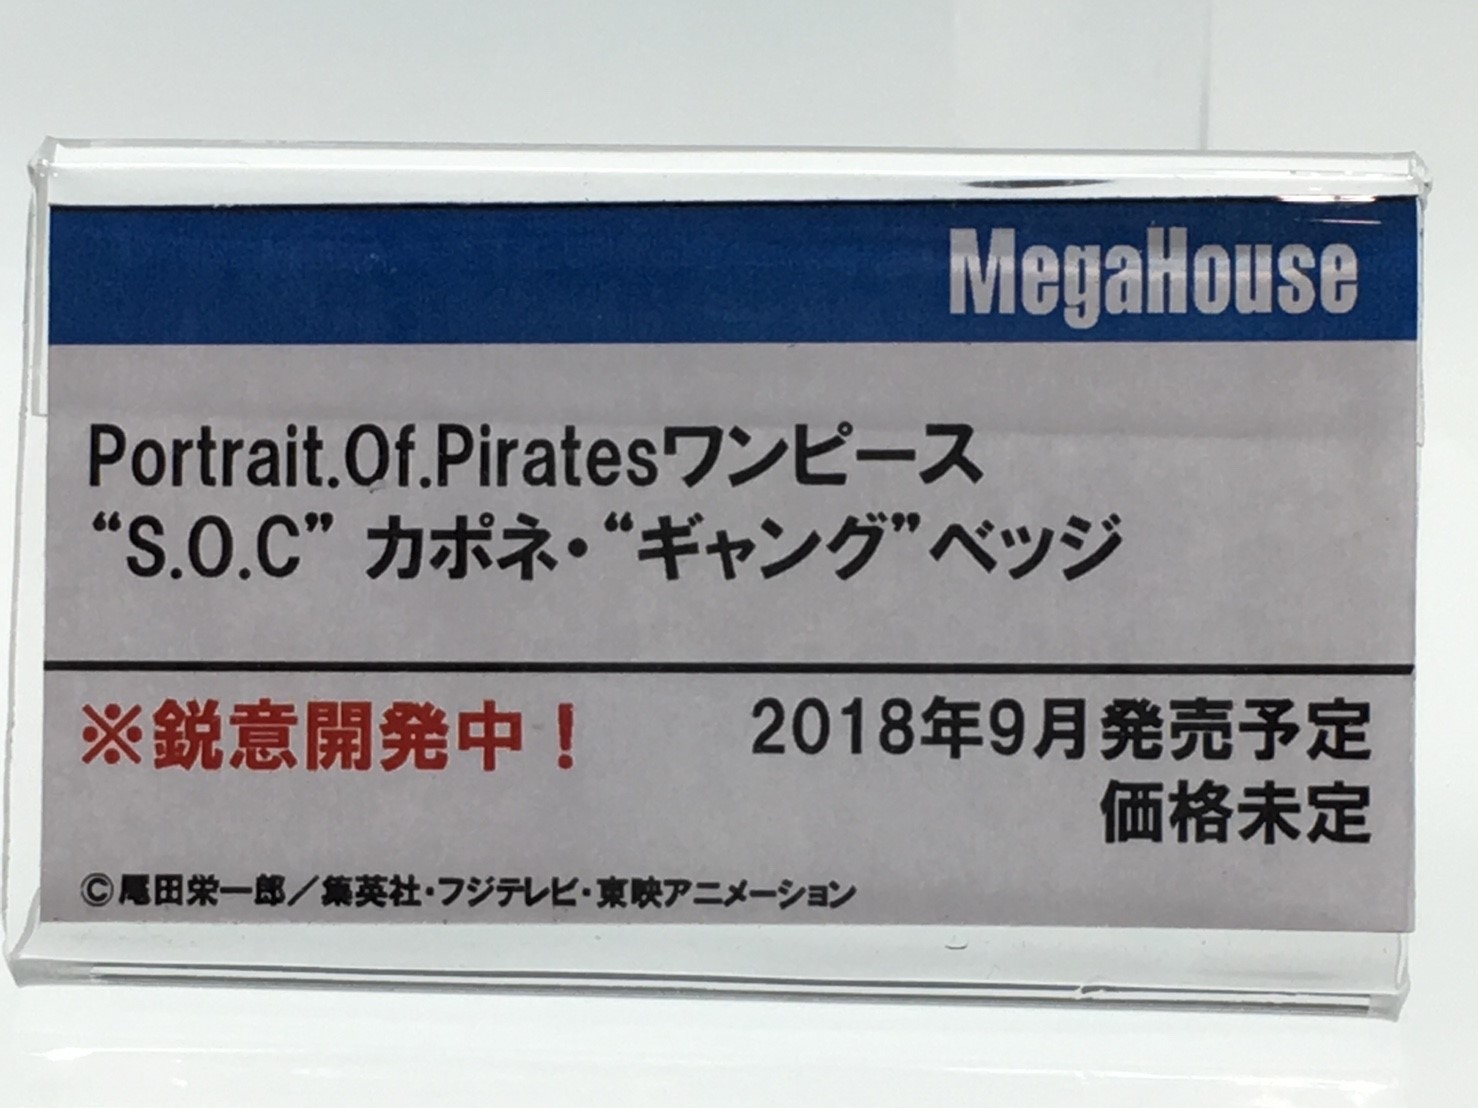 MegaHouse
Portrait.Of.Piratesワンピース
“S.O.C” カポネ・“ギャング”ベッジ
※鋭意開発中！
2018年9月発売予定
価格未定
©尾田栄一郎／集英社・フジテレビ・東映アニメーション